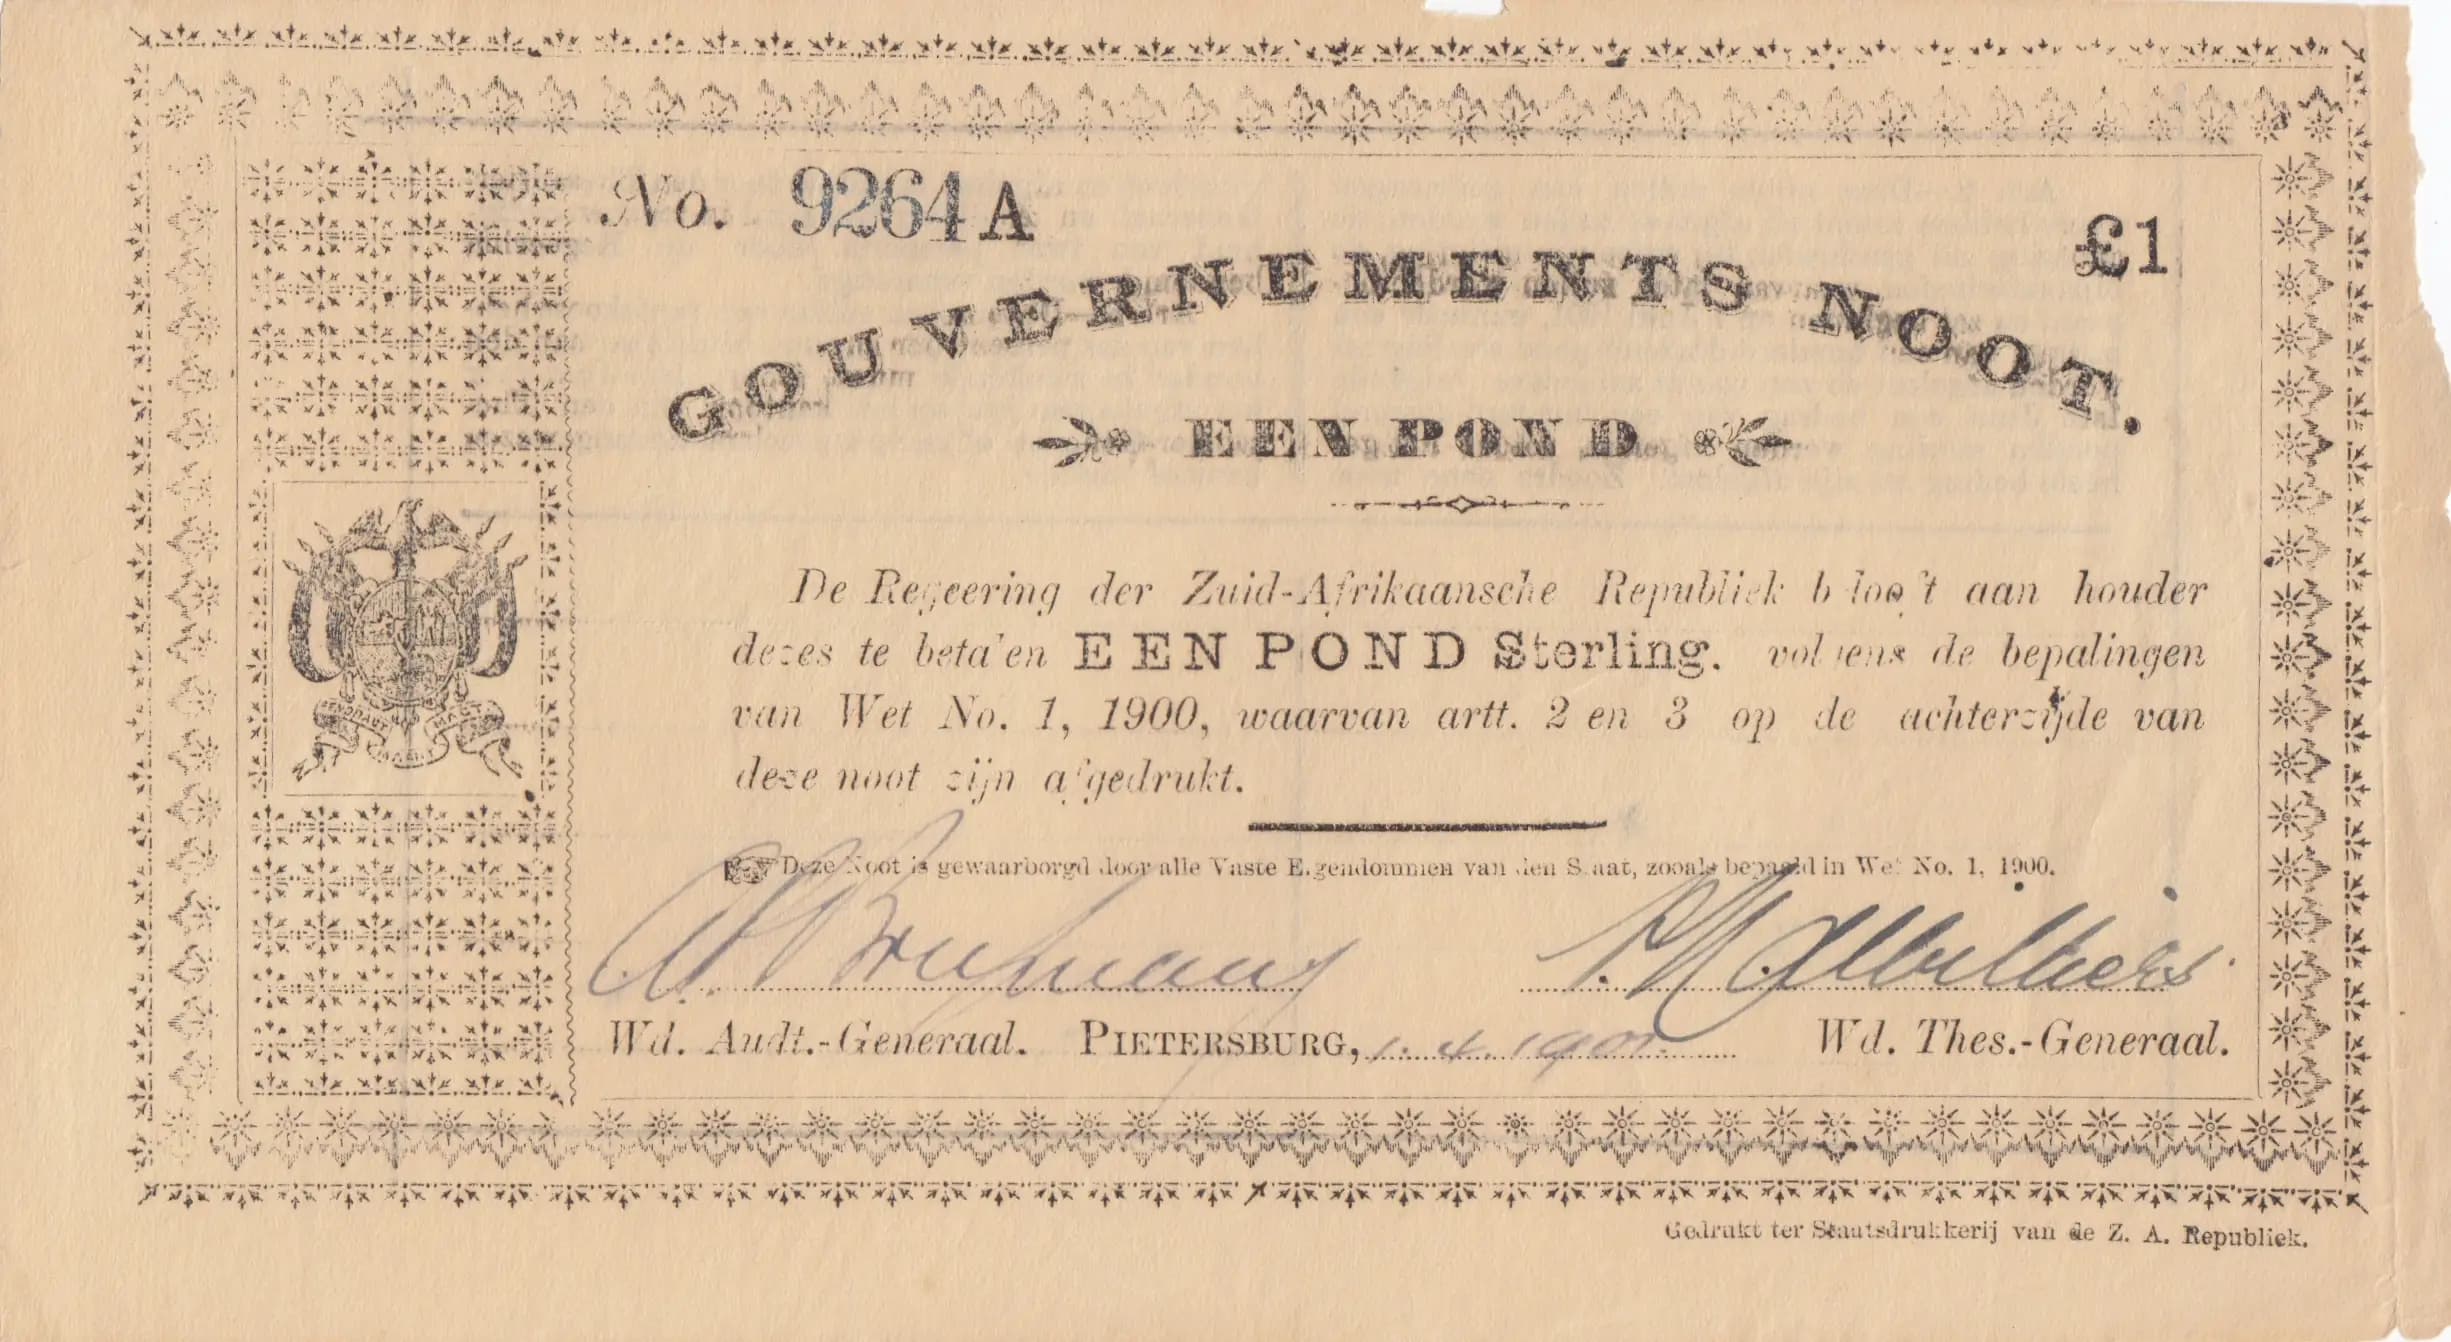 No. 9264 A
£1
GOUVERNEMENTS NOOT.
EEN POND
De Regeering der Zuid-Afrikaansche Republiek belooft aan houder
dezes te betalen EEN POND Sterling. volgens de bepalingen
van Wet No. 1, 1900, waarvan artt. 2 en 3 op de achterzijde van
deze noot zijn afgedrukt.
Deze Noot is gewaarborgd door alle Vaste Eigendommen van den Staat, zooals bepaald in Wet No. 1, 1900.
Wd. Audt.-Generaal. PIETERSBURG, 1.4.1901 Wd. Thes.-Generaal.
Gedrukt ter Staatsdrukkerij van de Z. A. Republiek.